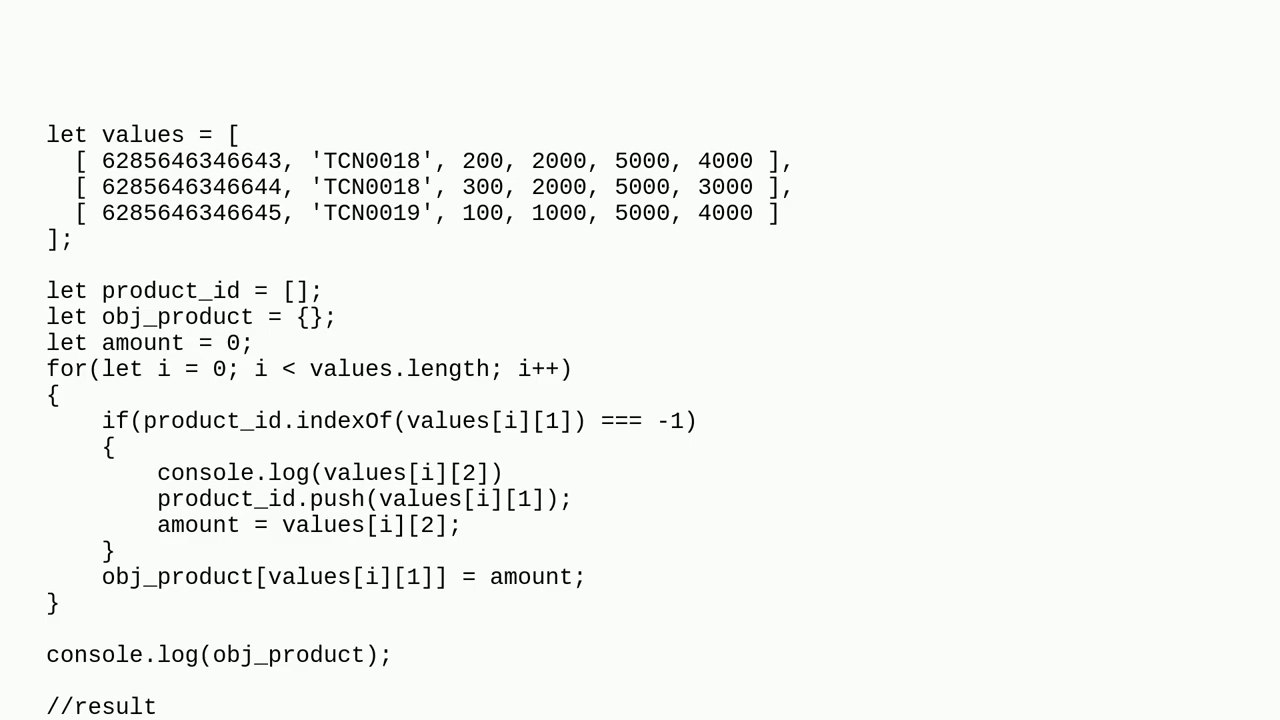 let values = [
  [ 6285646346643, 'TCN0018', 200, 2000, 5000, 4000 ],
  [ 6285646346644, 'TCN0018', 300, 2000, 5000, 3000 ],
  [ 6285646346645, 'TCN0019', 100, 1000, 5000, 4000 ]
];

let product_id = [];
let obj_product = {};
let amount = 0;
for(let i = 0; i < values.length; i++)
{
    if(product_id.indexOf(values[i][1]) === -1)
    {
        console.log(values[i][2])
        product_id.push(values[i][1]);
        amount = values[i][2];
    }
    obj_product[values[i][1]] = amount;
}

console.log(obj_product);

//result